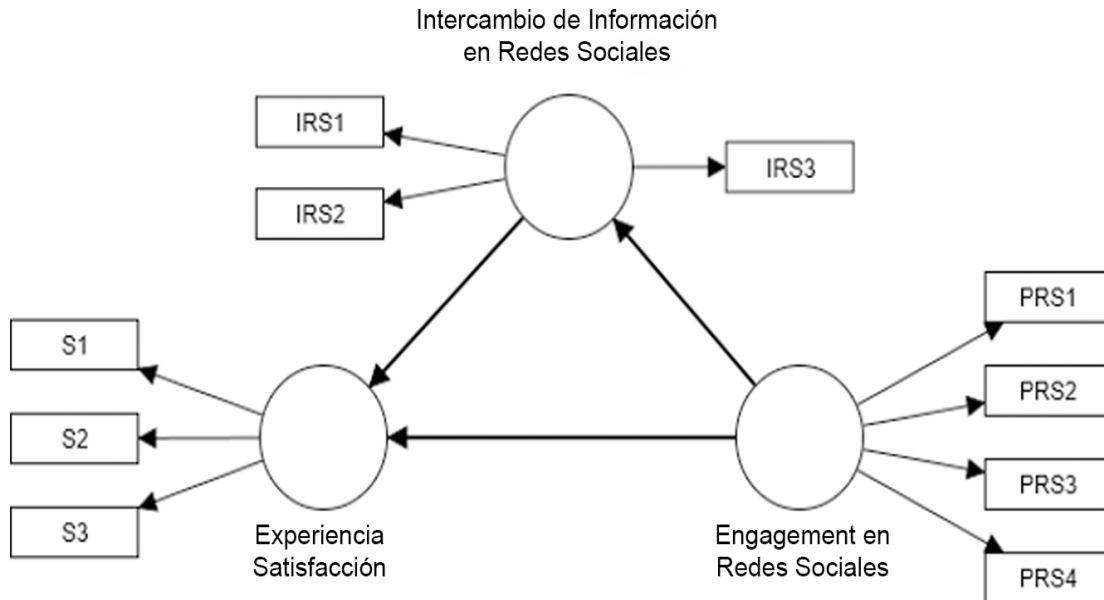 Intercambio de Información
en Redes Sociales
IRS1
IRS2
IRS3
S1
S2
S3
Experiencia
Satisfacción
PRS1
PRS2
PRS3
PRS4
Engagement en
Redes Sociales